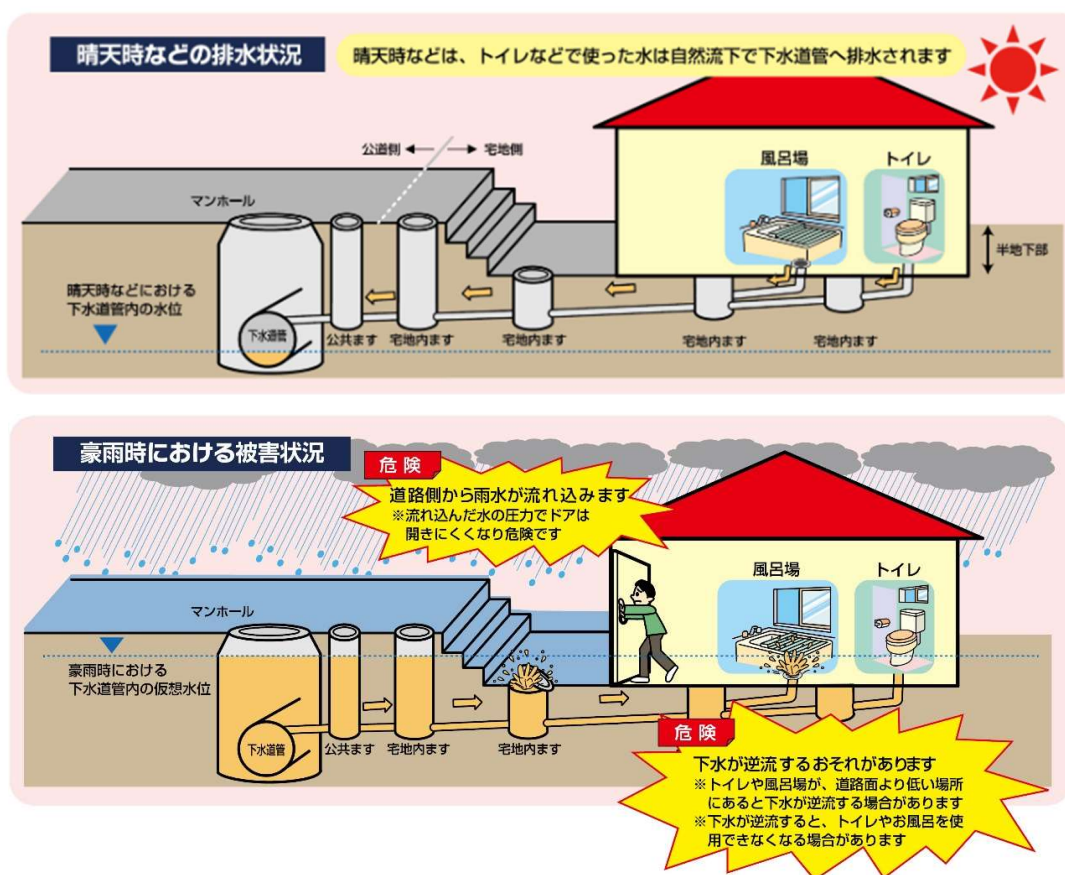 晴天時などの排水状況
晴天時などは、トイレなどで使った水は自然流下で下水道管へ排水されます
公道側
宅地側
風呂場
トイレ
マンホール
半地下部
晴天時などにおける
下水道管内の水位
下水道管
公共ます
宅地内ます
宅地内ます
宅地内ます
宅地内ます
豪雨時における被害状況
危険
道路側から雨水が流れ込みます
※流れ込んだ水の圧力でドアは
開きにくくなり危険です
風呂場
トイレ
マンホール
豪雨時における
下水道管内の仮想水位
下水道管
公共ます
宅地内ます
宅地内ます
危険
下水が逆流するおそれがあります
※トイレや風呂場が、道路面より低い場所
にあると下水が逆流する場合があります
※下水が逆流すると、トイレやお風呂を使
用できなくなる場合があります